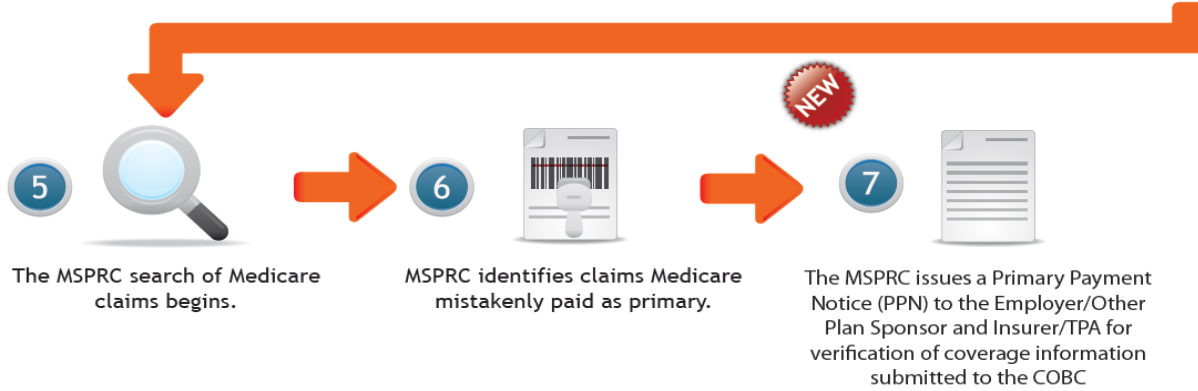 NEW
5
The MSPRC search of Medicare
claims begins.
6
MSPRC identifies claims Medicare
mistakenly paid as primary.
7
The MSPRC issues a Primary Payment
Notice (PPN) to the Employer/Other
Plan Sponsor and Insurer/TPA for
verification of coverage information
submitted to the COBC